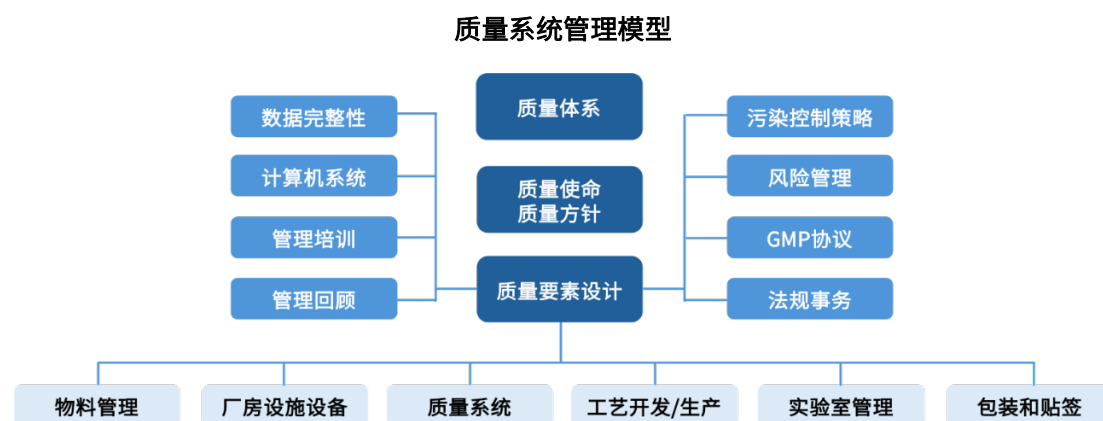 质量系统管理模型
质量体系
数据完整性
污染控制策略
计算机系统
质量使命
质量方针
风险管理
管理培训
GMP协议
质量要素设计
管理回顾
法规事务
物料管理
厂房设施设备
质量系统
工艺开发/生产
实验室管理
包装和贴签